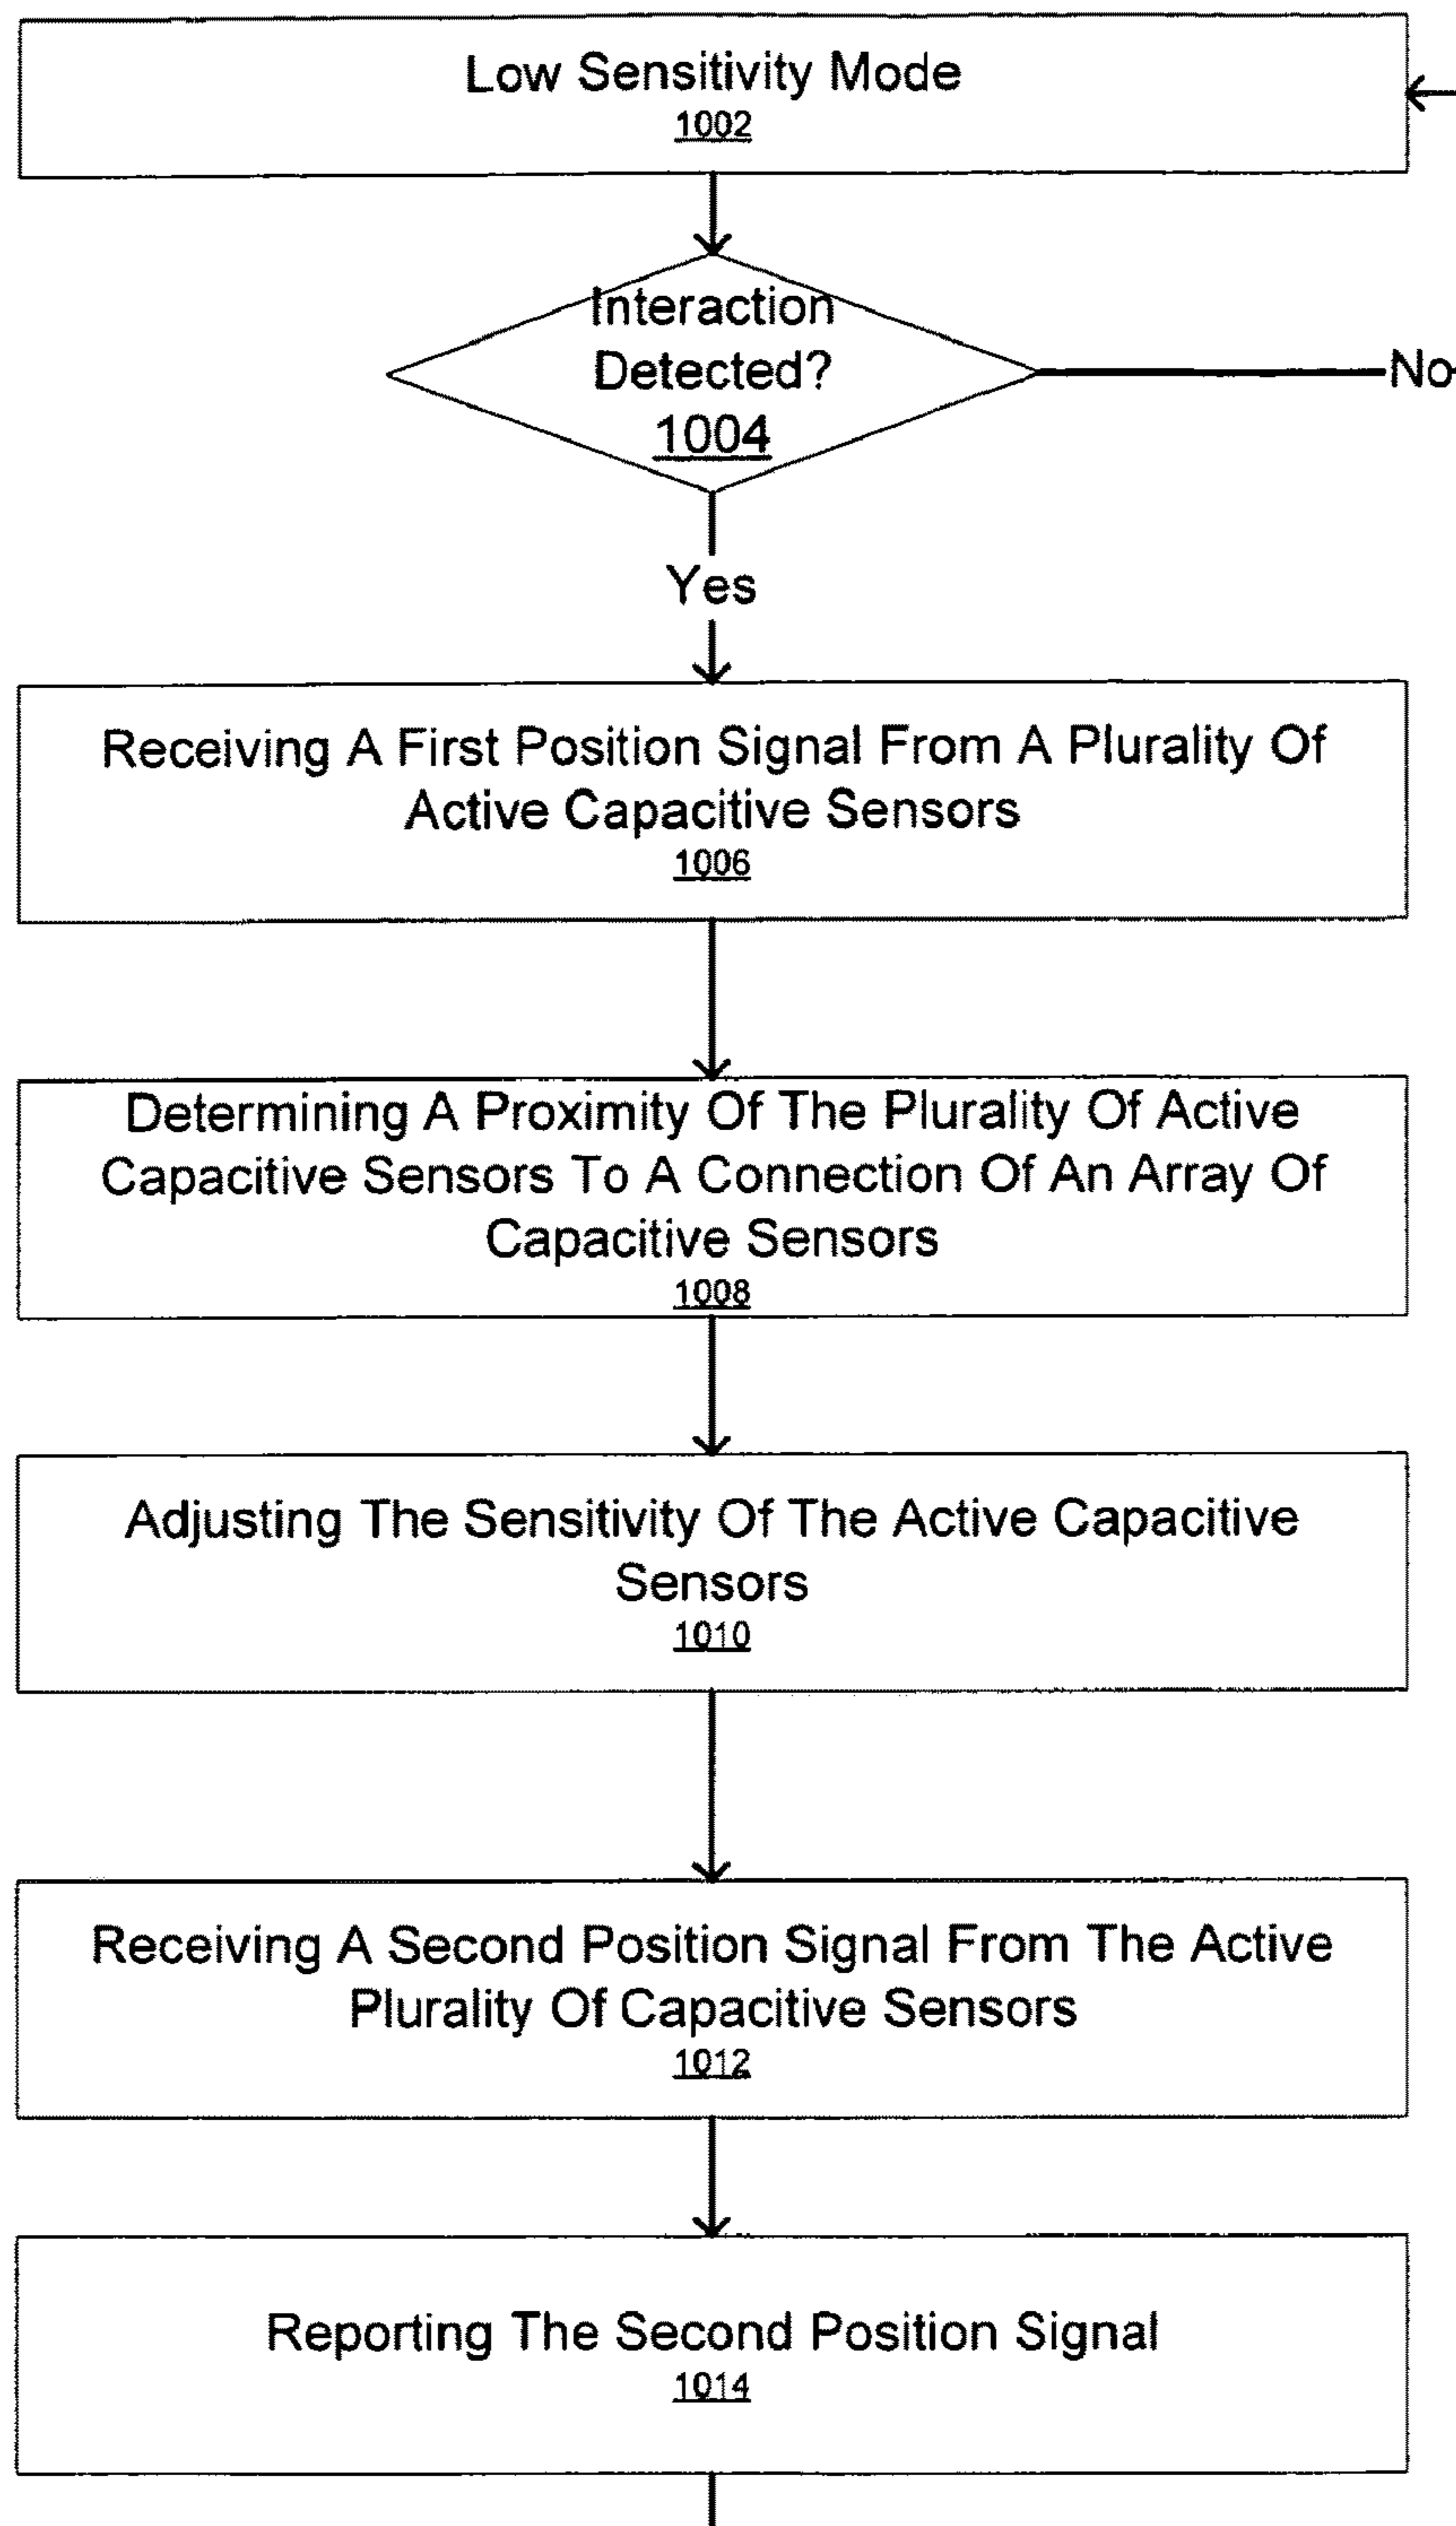 Low Sensitivity Mode
1002
Interaction
Detected?
1004
No
Yes
Receiving A First Position Signal From A Plurality Of
Active Capacitive Sensors
1006
Determining A Proximity Of The Plurality Of Active
Capacitive Sensors To A Connection Of An Array Of
Capacitive Sensors
1008
Adjusting The Sensitivity Of The Active Capacitive
Sensors
1010
Receiving A Second Position Signal From The Active
Plurality Of Capacitive Sensors
1012
Reporting The Second Position Signal
1014